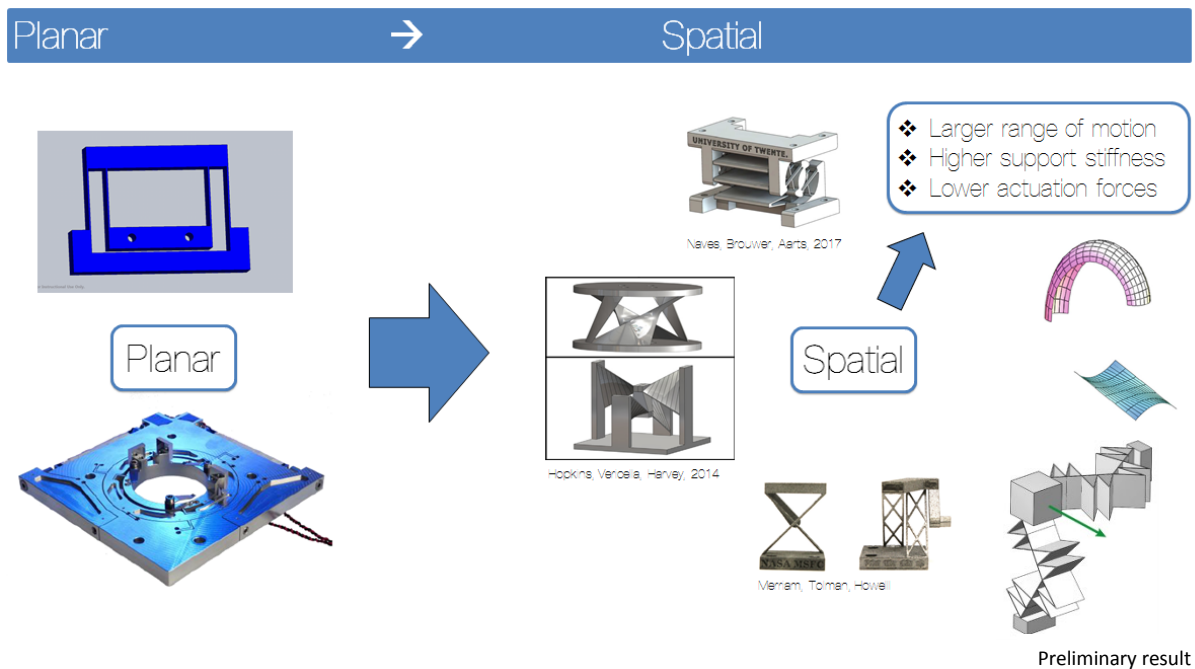 Planar → Spatial
UNIVERSITY OF TWENTE.
❖ Larger range of motion
❖ Higher support stiffness
❖ Lower actuation forces
Naves, Brouwer, Aarts, 2017
Planar
Spatial
Hopkins, Vericella, Harvey, 2014
NASA MSFC
Merriam, Tolman, Howell
Preliminary result